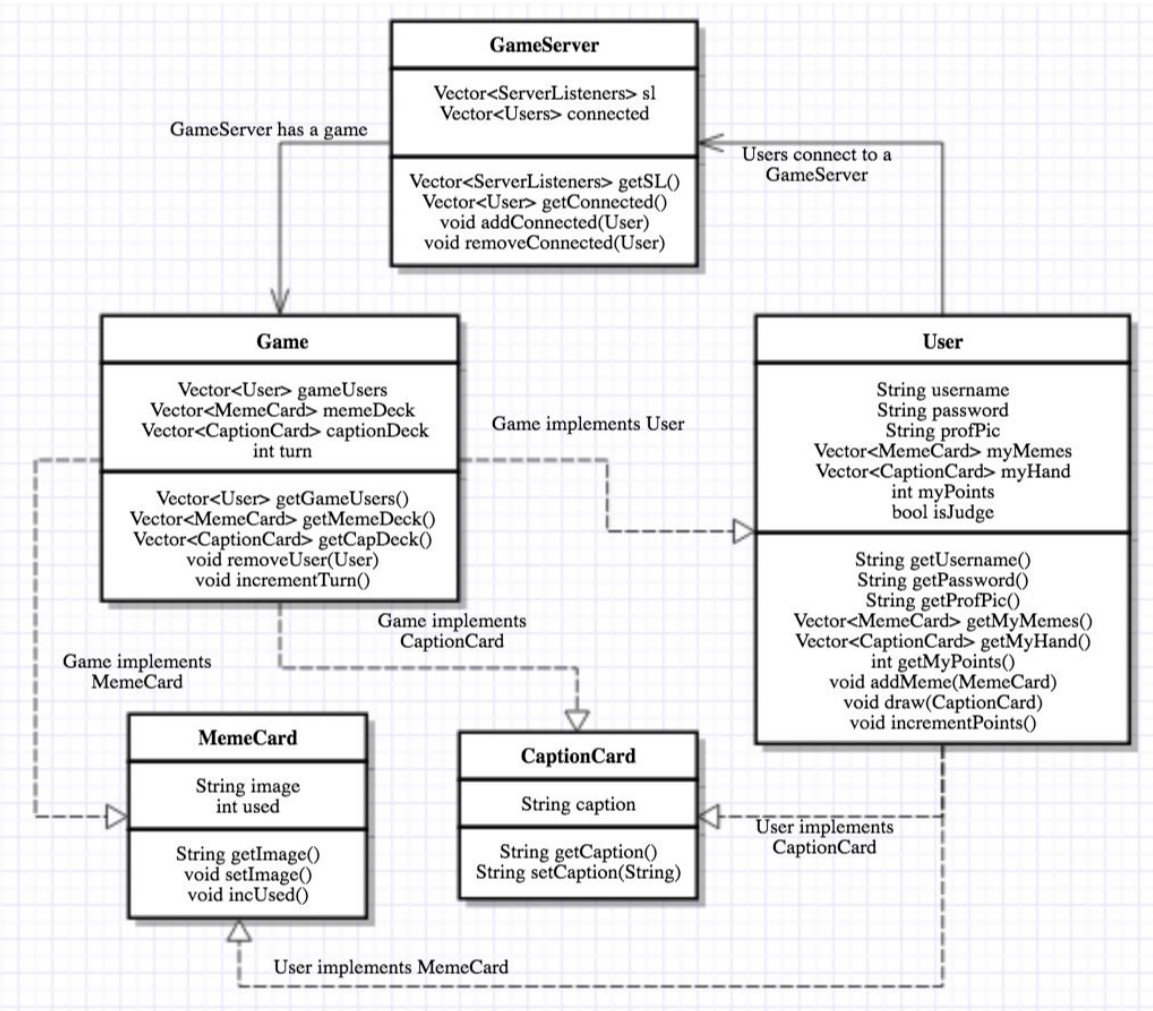 GameServer
Vector<ServerListeners> sl
Vector<Users> connected
Vector<ServerListeners> getSL()
Vector<User> getConnected()
void addConnected(User)
void removeConnected(User)
GameServer has a game
Users connect to a
GameServer
Game
Vector<User> gameUsers
Vector<MemeCard> memeDeck
Vector<CaptionCard> captionDeck
int turn
Vector<User> getGameUsers()
Vector<MemeCard> getMemeDeck()
Vector<CaptionCard> getCapDeck()
void removeUser(User)
void incrementTurn()
Game implements User
User
String username
String password
String profPic
Vector<MemeCard> myMemes
Vector<CaptionCard> myHand
int myPoints
bool isJudge
String getUsername()
String getPassword()
String getProfPic()
Vector<MemeCard> getMyMemes()
Vector<CaptionCard> getMyHand()
int getMyPoints()
void addMeme(MemeCard)
void draw(CaptionCard)
void incrementPoints()
Game implements
CaptionCard
Game implements
MemeCard
MemeCard
String image
int used
String getImage()
void setImage()
void incUsed()
CaptionCard
String caption
String getCaption()
String setCaption(String)
User implements
CaptionCard
User implements MemeCard